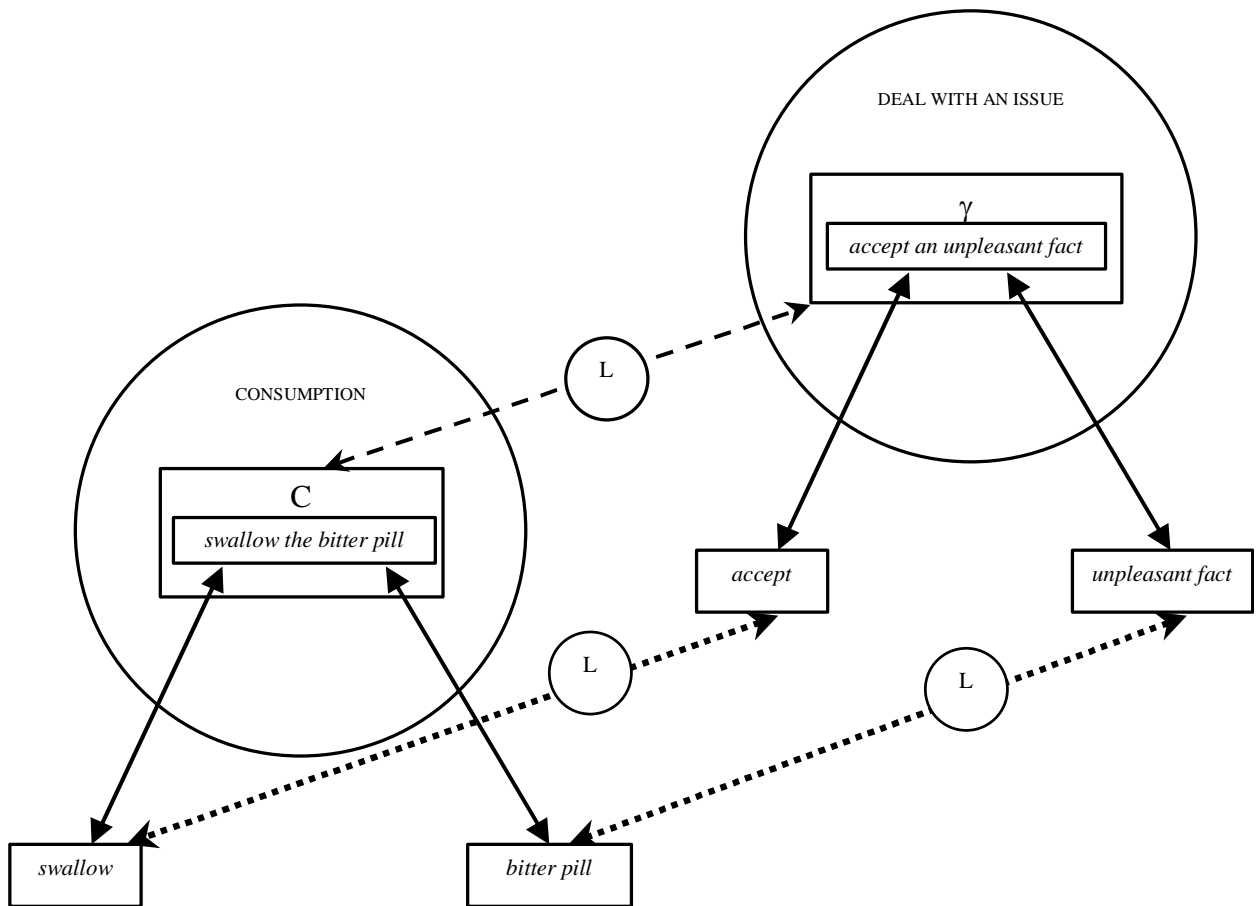 DEAL WITH AN ISSUE
γ
accept an unpleasant fact
L
CONSUMPTION
C
swallow the bitter pill
accept
unpleasant fact
L
L
swallow
bitter pill